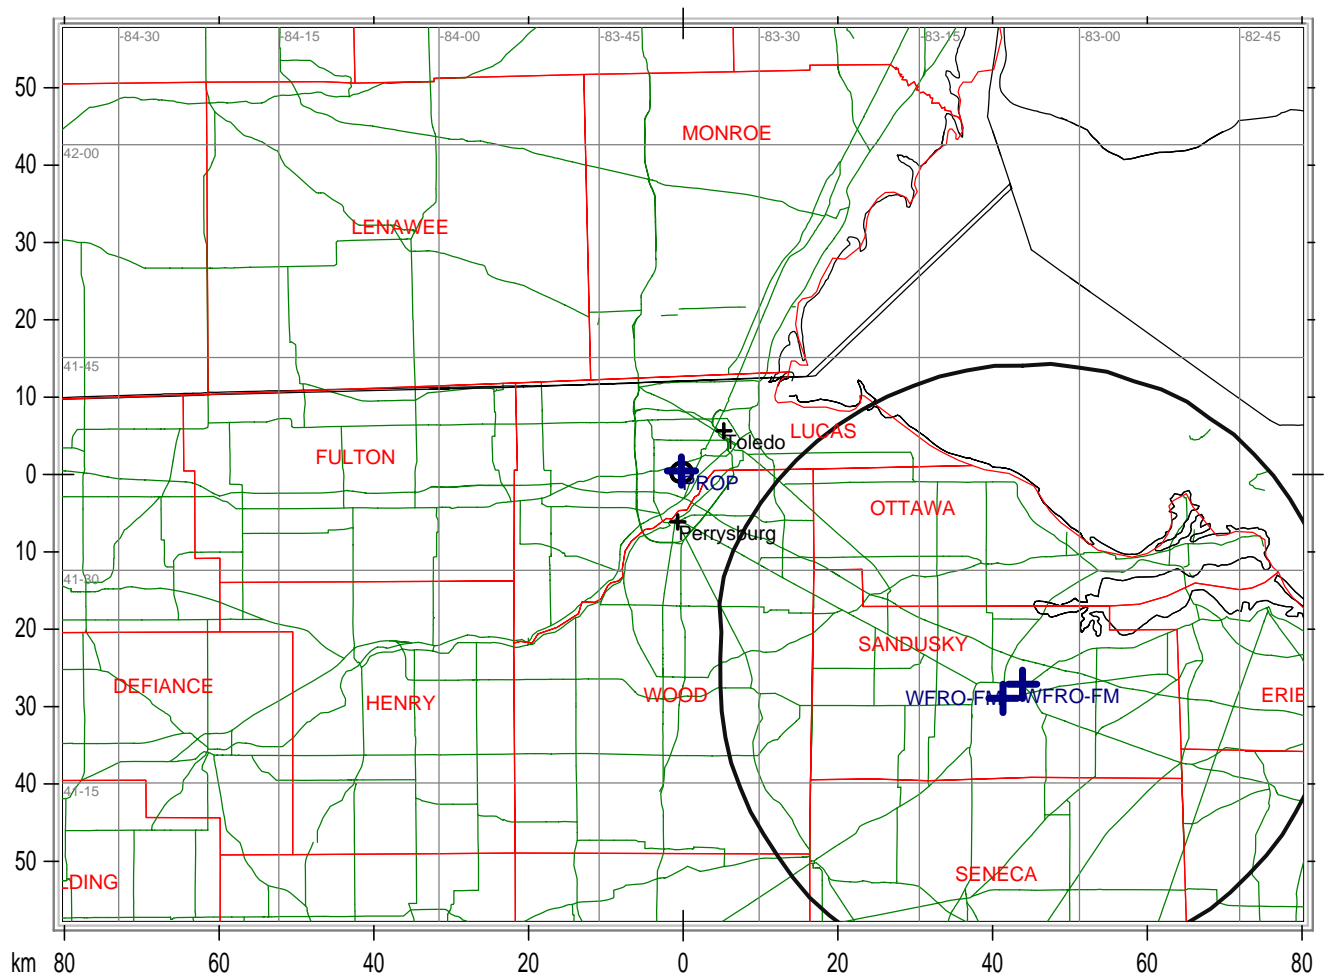 -84-30 -84-15 -84-00 -83-45 -83-30 -83-15 -83-00 -82-45
50
MONROE
42-00
40
LENAWEE
30
20
41-45
10
LUCAS
Toledo
FULTON
0
PROP
OTTAWA
Perrysburg
10
41-30
20
SANDUSKY
DEFIANCE
HENRY
WOOD
WFRO-FM
WFRO-FM
ERIE
30
40
41-15
50
LDING
SENECA
km 80 60 40 20 0 20 40 60 80